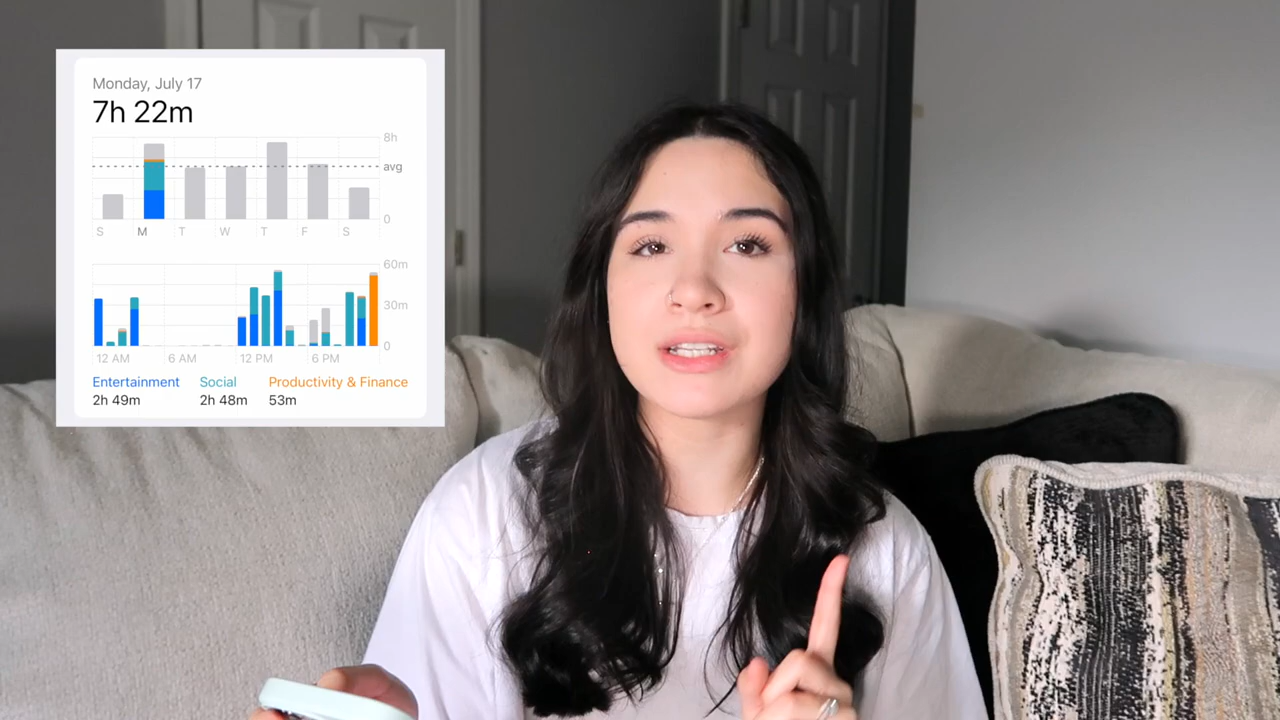 Monday, July 17
7h 22m
8h
avg
0
S M T W T F S
60m
30m
0
12 AM 6 AM 12 PM 6 PM
Entertainment Social Productivity & Finance
2h 49m 2h 48m 53m